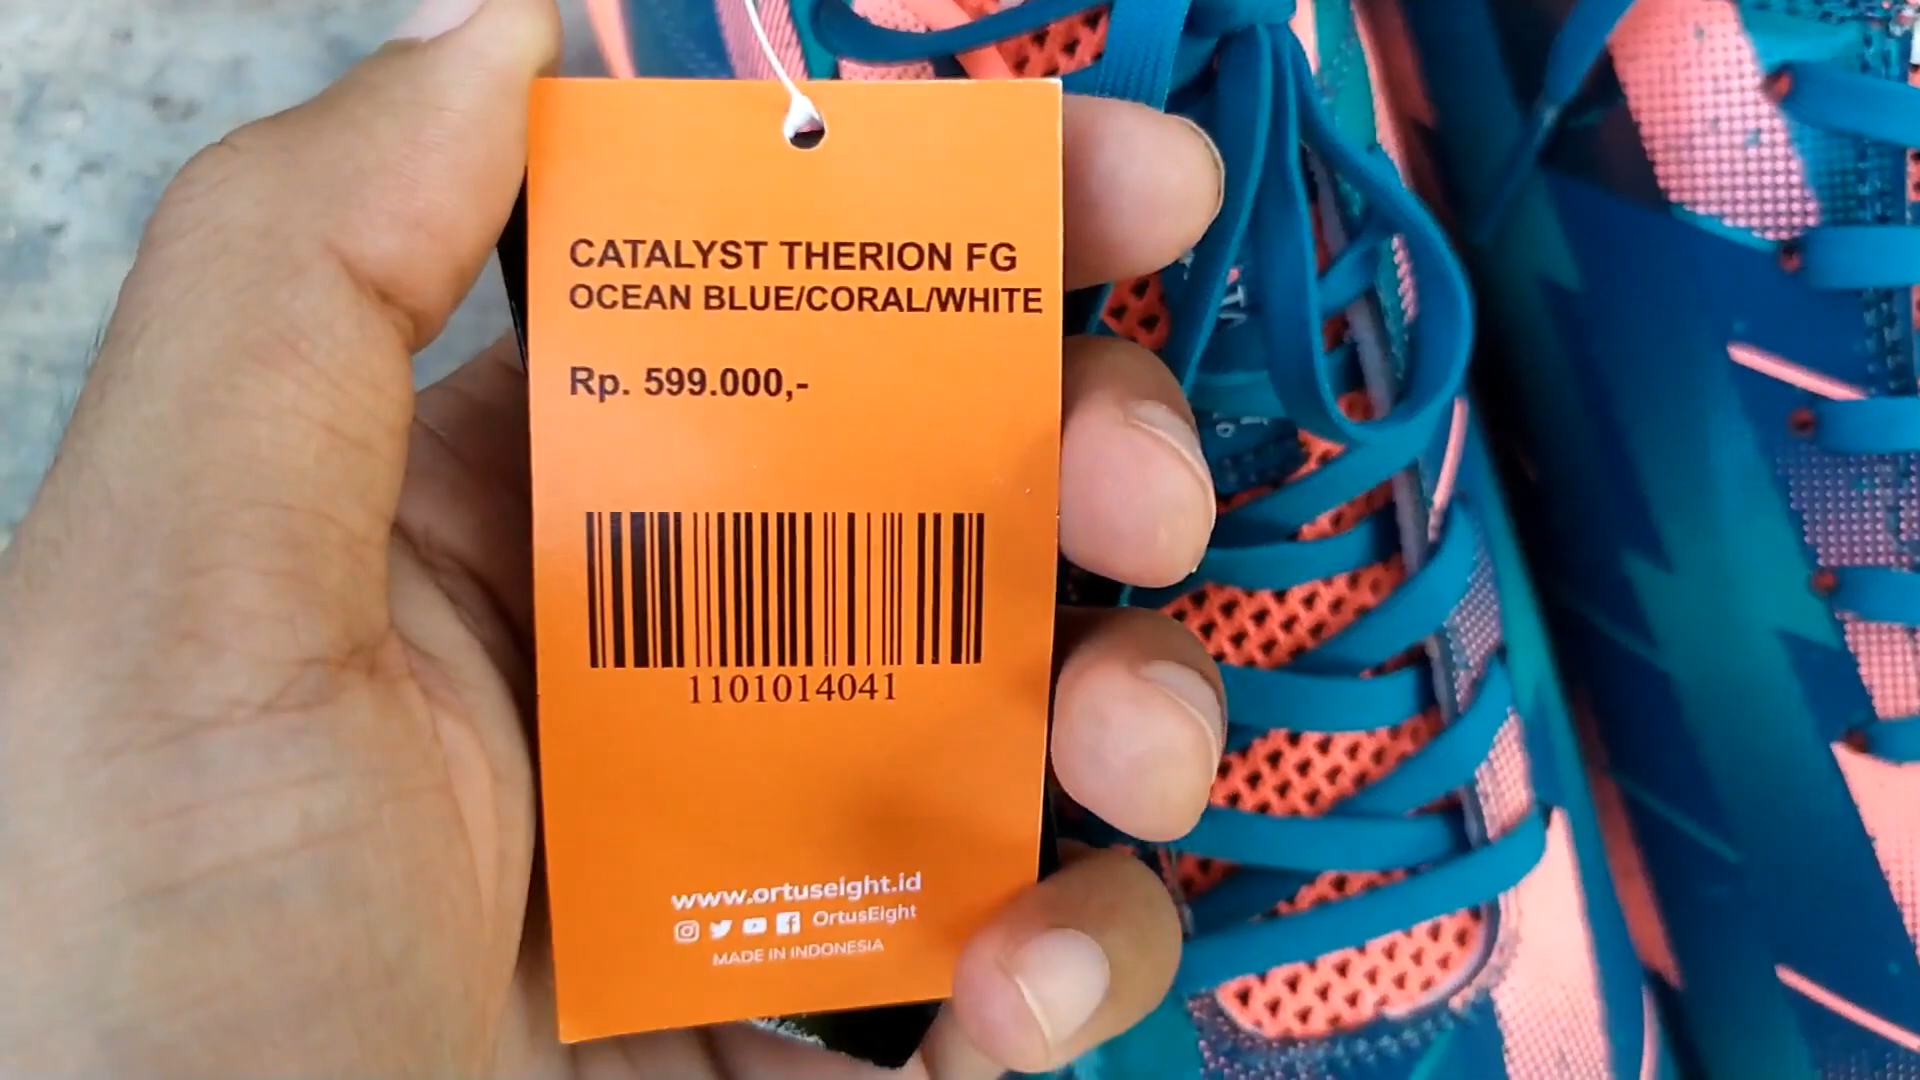 CATALYST THERION FG
OCEAN BLUE/CORAL/WHITE
Rp. 599.000,-
1101014041
www.ortuseight.id
OrtusEight
MADE IN INDONESIA